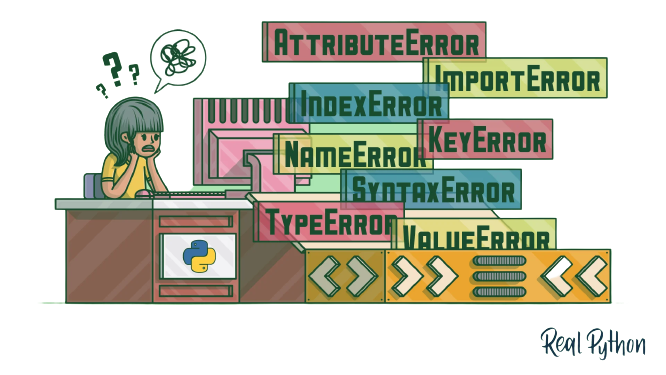 ???
AttributeError
ImportError
IndexError
KeyError
NameError
SyntaxError
TypeError
ValueError
Real Python